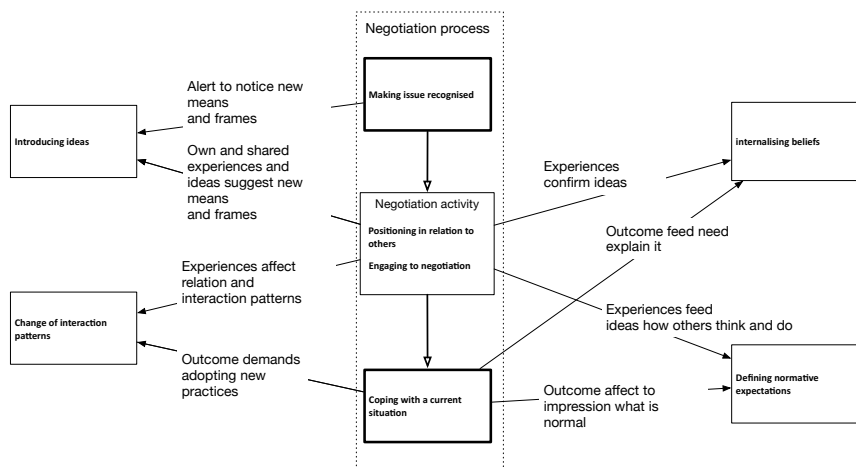 Negotiation process
Making issue recognised
Alert to notice new
means
and frames
Introducing ideas
Own and shared
experiences and
ideas suggest new
means
and frames
Negotiation activity
Positioning in relation to
others
Engaging to negotiation
Experiences
confirm ideas
internalising beliefs
Outcome feed need
explain it
Experiences affect
relation and
interaction patterns
Change of interaction
patterns
Experiences feed
ideas how others think and do
Outcome demands
adopting new
practices
Coping with a current
situation
Outcome affect to
impression what is
normal
Defining normative
expectations